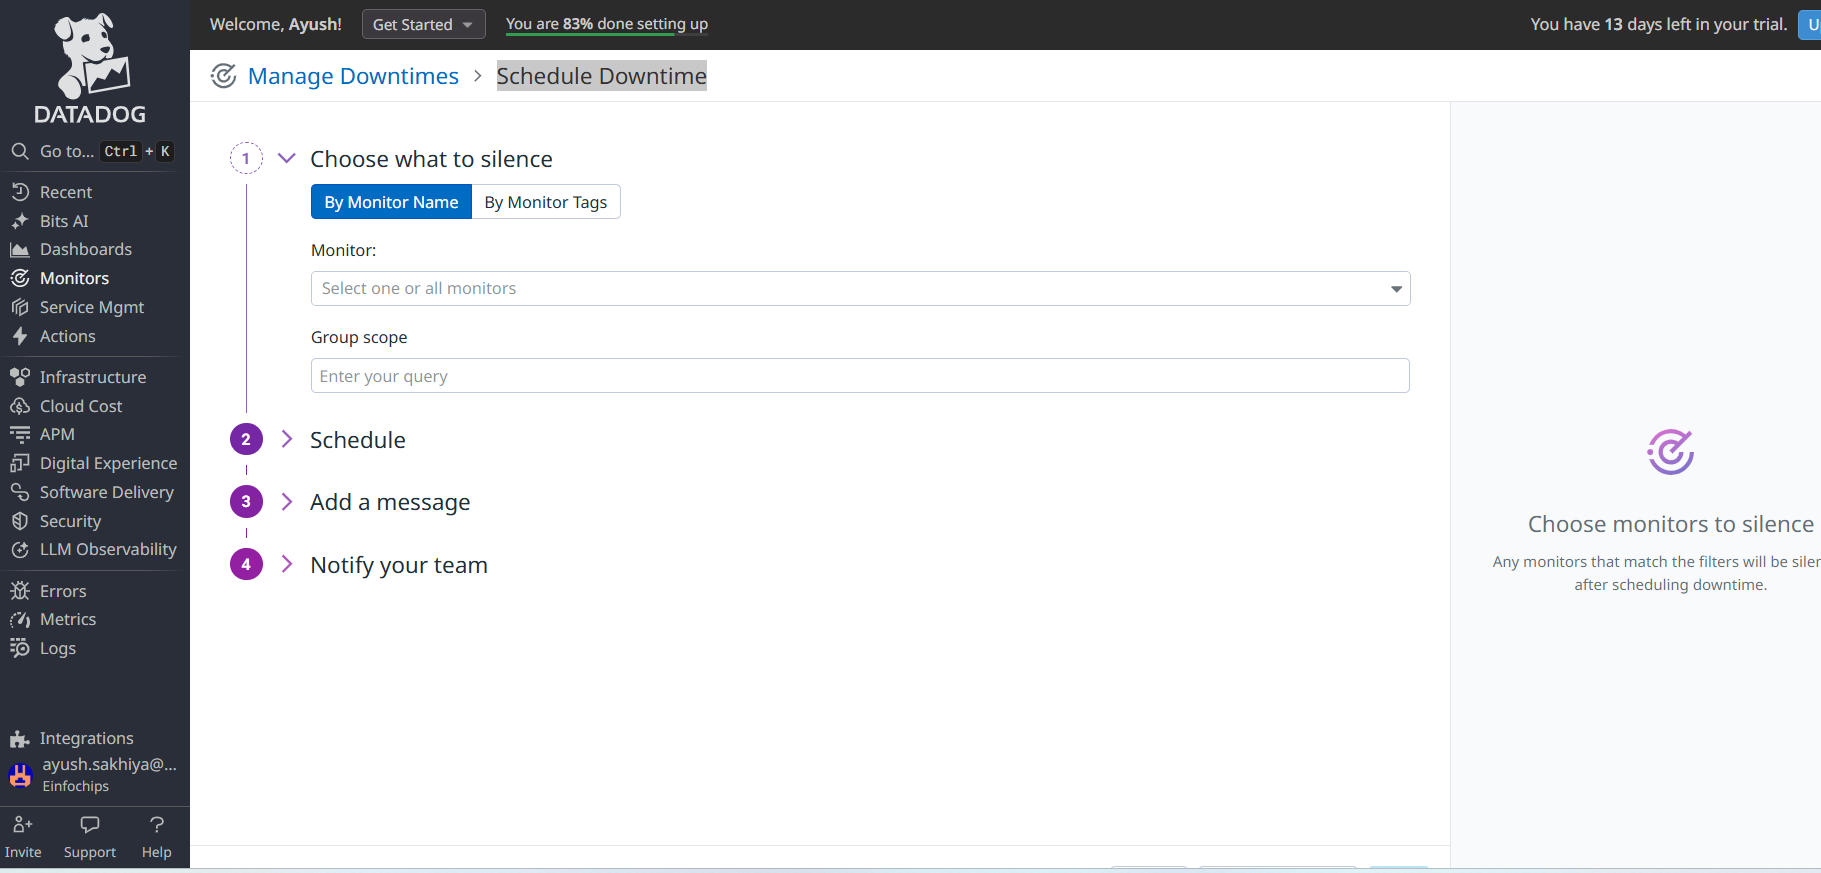 DATADOG
Go to... Ctrl + K
Recent
Bits AI
Dashboards
Monitors
Service Mgmt
Actions
Infrastructure
Cloud Cost
APM
Digital Experience
Software Delivery
Security
LLM Observability
Errors
Metrics
Logs
Integrations
ayush.sakhiya@...
Einfochips
Invite Support Help
Welcome, Ayush! Get Started You are 83% done setting up You have 13 days left in your trial.
Manage Downtimes > Schedule Downtime
1 Choose what to silence
By Monitor Name By Monitor Tags
Monitor:
Select one or all monitors
Group scope
Enter your query
2 Schedule
3 Add a message
4 Notify your team
Choose monitors to silence
Any monitors that match the filters will be
after scheduling downtime.